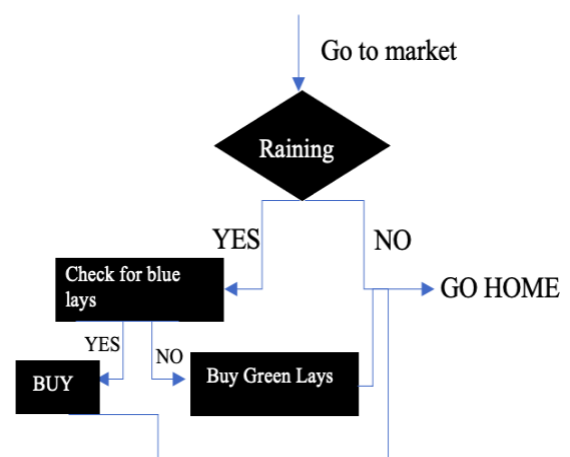 Go to market
Raining
YES
NO
Check for blue
lays
GO HOME
YES
NO
BUY
Buy Green Lays